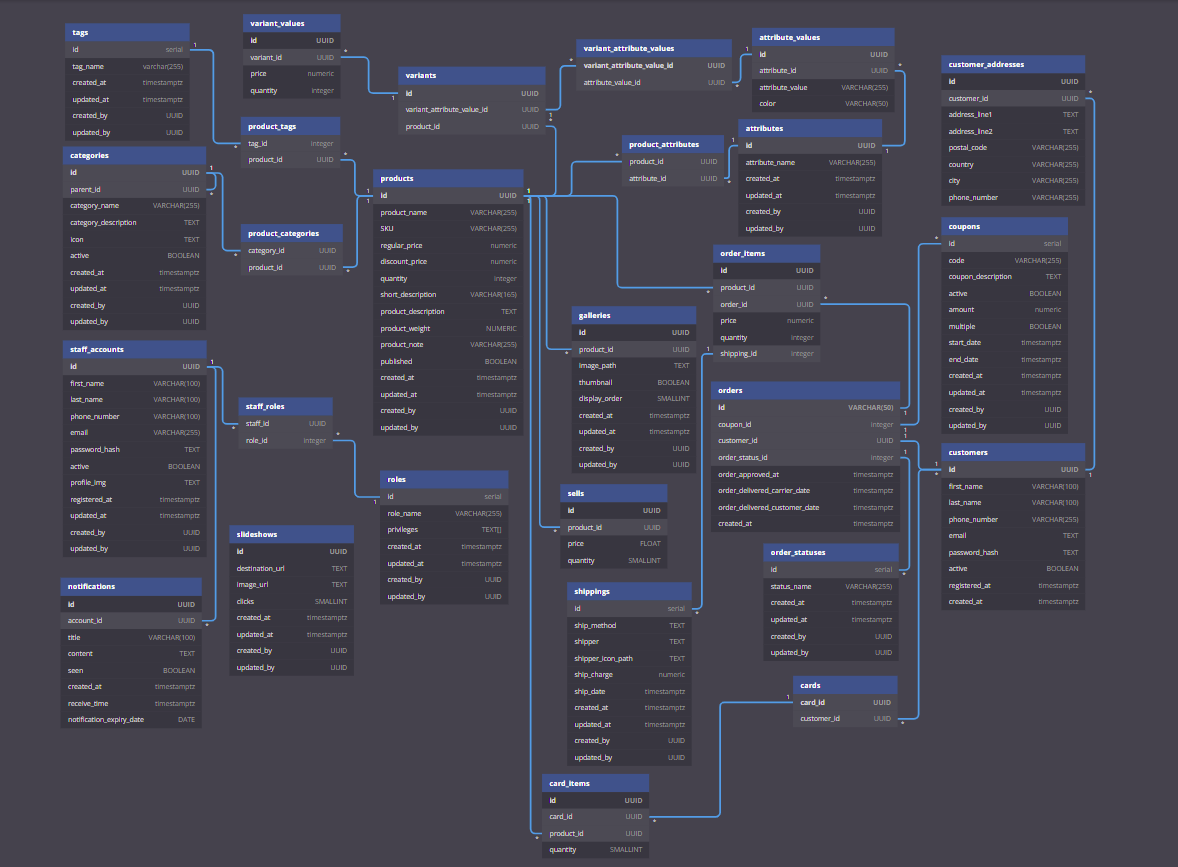 tags
id serial
tag_name varchar(255)
created_at timestamptz
updated_at timestamptz
created_by UUID
updated_by UUID
categories
id UUID
parent_id UUID
category_name VARCHAR(255)
category_description TEXT
icon TEXT
active BOOLEAN
created_at timestamptz
updated_at timestamptz
created_by UUID
updated_by UUID
staff_accounts
id UUID
first_name VARCHAR(100)
last_name VARCHAR(100)
phone_number VARCHAR(100)
email VARCHAR(255)
password_hash TEXT
active BOOLEAN
profile_img TEXT
registered_at timestamptz
updated_at timestamptz
created_by UUID
updated_by UUID
notifications
id UUID
account_id UUID
title VARCHAR(100)
content TEXT
seen BOOLEAN
created_at timestamptz
receive_time timestamptz
notification_expiry_date DATE
variant_values
id UUID
variant_id UUID
price numeric
quantity integer
product_tags
tag_id integer
product_id UUID
product_categories
category_id UUID
product_id UUID
staff_roles
staff_id UUID
role_id integer
slideshows
id UUID
destination_url TEXT
image_url TEXT
clicks SMALLINT
created_at timestamptz
updated_at timestamptz
created_by UUID
updated_by UUID
variants
id UUID
variant_attribute_value_id UUID
product_id UUID
products
id UUID
product_name VARCHAR(255)
SKU VARCHAR(255)
regular_price numeric
discount_price numeric
quantity integer
short_description VARCHAR(165)
product_description TEXT
product_weight NUMERIC
product_note VARCHAR(255)
published BOOLEAN
created_at timestamptz
updated_at timestamptz
created_by UUID
updated_by UUID
roles
id serial
role_name VARCHAR(255)
privileges TEXT[]
created_at timestamptz
updated_at timestamptz
created_by UUID
updated_by UUID
variant_attribute_values
variant_attribute_value_id UUID
attribute_value_id UUID
product_attributes
product_id UUID
attribute_id UUID
galleries
id UUID
product_id UUID
image_path TEXT
thumbnail BOOLEAN
display_order SMALLINT
created_at timestamptz
updated_at timestamptz
created_by UUID
updated_by UUID
sells
id UUID
product_id UUID
price FLOAT
quantity SMALLINT
shippings
id serial
ship_method TEXT
shipper TEXT
shipper_icon_path TEXT
ship_charge numeric
ship_date timestamptz
created_at timestamptz
updated_at timestamptz
created_by UUID
updated_by UUID
card_items
id UUID
card_id UUID
product_id UUID
quantity SMALLINT
attribute_values
id UUID
attribute_id UUID
attribute_value VARCHAR(255)
color VARCHAR(50)
attributes
id UUID
attribute_name VARCHAR(255)
created_at timestamptz
updated_at timestamptz
created_by UUID
updated_by UUID
order_items
id UUID
product_id UUID
order_id UUID
price numeric
quantity integer
shipping_id integer
orders
id VARCHAR(50)
coupon_id integer
customer_id UUID
order_status_id integer
order_approved_at timestamptz
order_delivered_carrier_date timestamptz
order_delivered_customer_date timestamptz
created_at timestamptz
order_statuses
id serial
status_name VARCHAR(255)
created_at timestamptz
updated_at timestamptz
created_by UUID
updated_by UUID
cards
card_id UUID
customer_id UUID
customer_addresses
id UUID
customer_id UUID
address_line1 TEXT
address_line2 TEXT
postal_code VARCHAR(255)
country VARCHAR(255)
city VARCHAR(255)
phone_number VARCHAR(255)
coupons
id serial
code VARCHAR(255)
coupon_description TEXT
active BOOLEAN
amount numeric
multiple BOOLEAN
start_date timestamptz
end_date timestamptz
created_at timestamptz
updated_at timestamptz
created_by UUID
updated_by UUID
customers
id UUID
first_name VARCHAR(100)
last_name VARCHAR(100)
phone_number VARCHAR(255)
email TEXT
password_hash TEXT
active BOOLEAN
registered_at timestamptz
created_at timestamptz